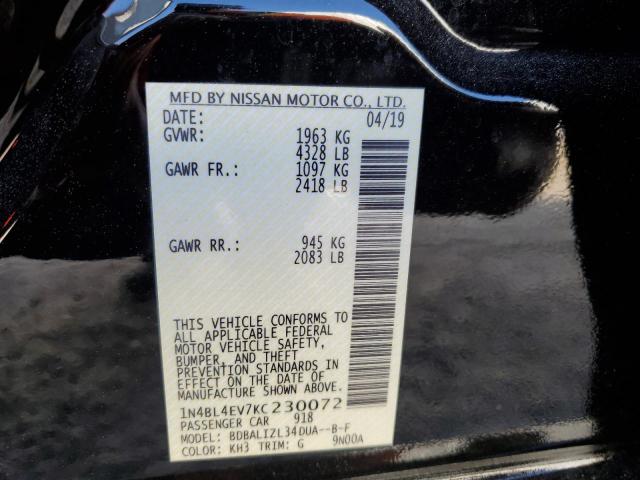 MFD BY NISSAN MOTOR CO., LTD.
DATE: 04/19
GVWR: 1963 KG
4328 LB
GAWR FR.: 1097 KG
2418 LB
GAWR RR.: 945 KG
2083 LB
THIS VEHICLE CONFORMS TO
ALL APPLICABLE FEDERAL
MOTOR VEHICLE SAFETY,
BUMPER, AND THEFT
PREVENTION STANDARDS IN
EFFECT ON THE DATE OF
MANUFACTURE SHOWN ABOVE.
1N4BL4EV7KC230072
PASSENGER CAR 918
MODEL: BDBALIZL34DUA--B-F
COLOR: KH3 TRIM: G 9N00A